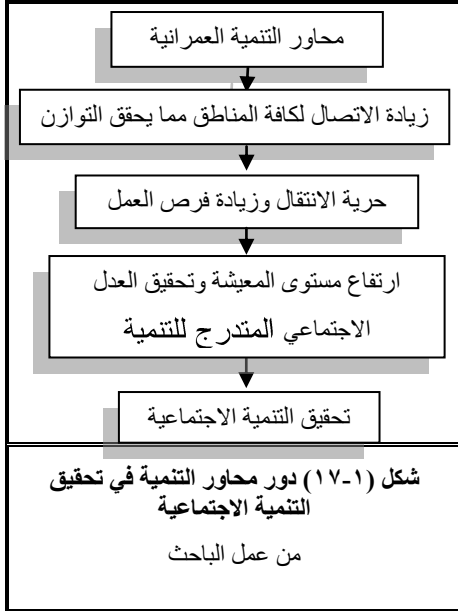 محاور التنمية العمرانية
زيادة الاتصال لكافة المناطق مما يحقق التوازن
حرية الانتقال وزيادة فرص العمل
ارتفاع مستوى المعيشة وتحقيق العدل
الاجتماعي المتدرج للتنمية
تحقيق التنمية الاجتماعية
شكل (١-١٧) دور محاور التنمية في تحقيق
التنمية الاجتماعية
من عمل الباحث